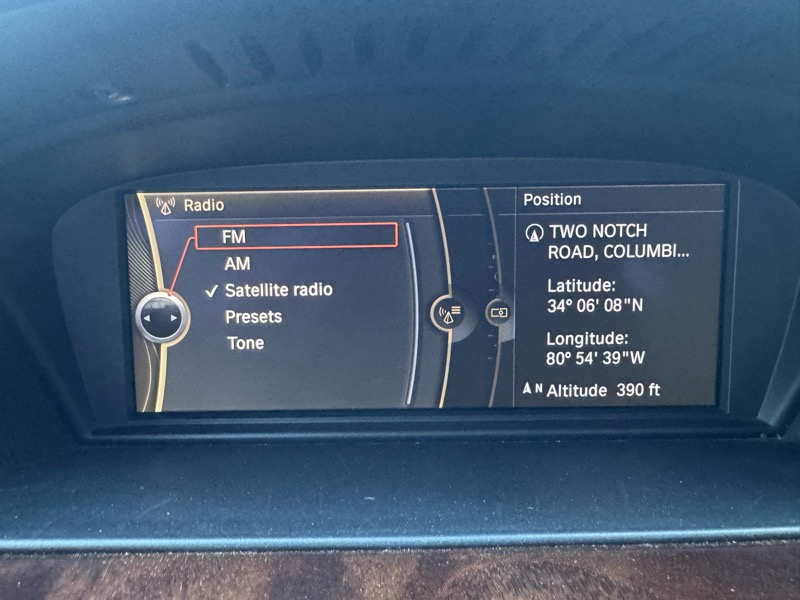 Radio
FM
AM
✓ Satellite radio
Presets
Tone
Position
TWO NOTCH
ROAD, COLUMBI...
Latitude:
34° 06' 08"N
Longitude:
80° 54' 39"W
N Altitude 390 ft